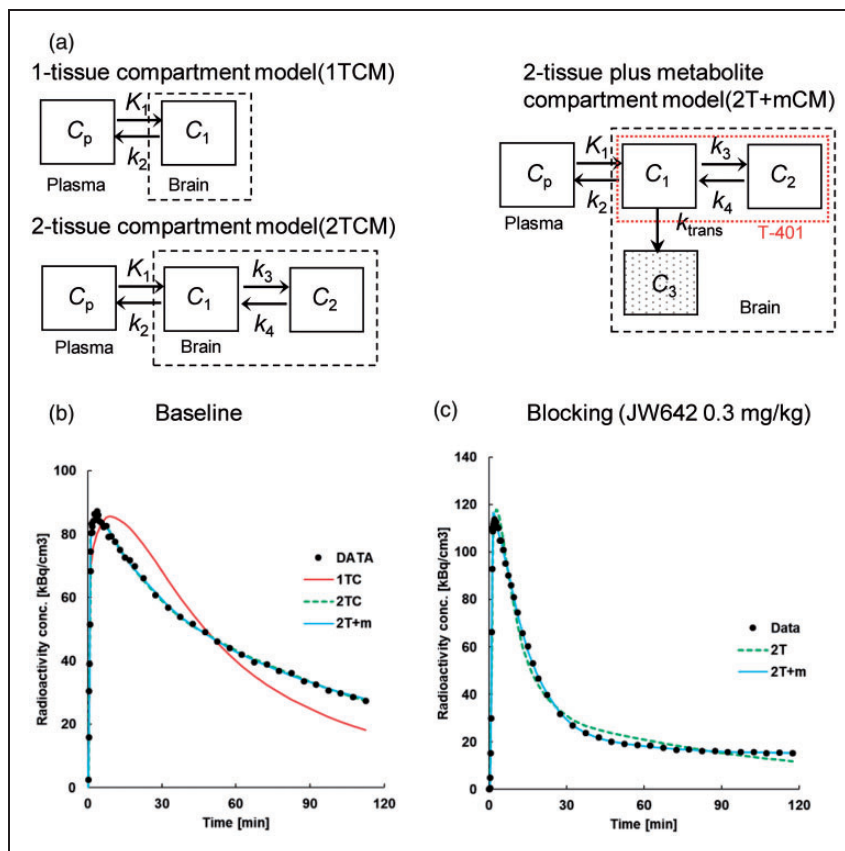 (a)
1-tissue compartment model(1TCM)
Cp
K1
k2
C1
Plasma
Brain
2-tissue compartment model(2TCM)
Cp
K1
k2
C1
k3
k4
C2
Plasma
Brain
2-tissue plus metabolite
compartment model(2T+mCM)
Cp
K1
k2
C1
k3
k4
C2
Plasma
ktrans
T-401
C3
Brain
(b) Baseline
Radioactivity conc. [kBq/cm3]
100
80
60
40
20
0
0 30 60 90 120
Time [min]
DATA
1TC
2TC
2T+m
(c) Blocking (JW642 0.3 mg/kg)
Radioactivity conc. [kBq/cm3]
140
120
100
80
60
40
20
0
0 30 60 90 120
Time [min]
Data
2T
2T+m